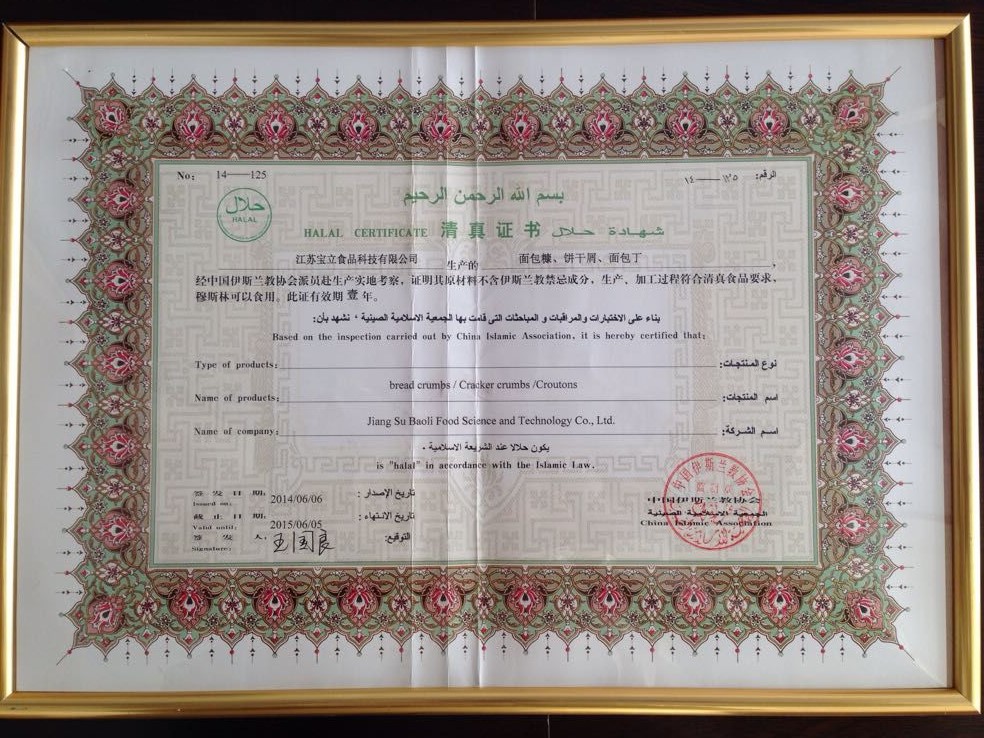 No: 14——125
الرقم: ١٢٥——١٤
حلال
HALAL
بسم الله الرحمن الرحيم
HALAL CERTIFICATE 清真证书 شهادة حلال
江苏宝立食品科技有限公司 生产的 面包糠、饼干屑、面包丁 ,
经中国伊斯兰教协会派员赴生产实地考察，证明其原材料不含伊斯兰教禁忌成分，生产、加工过程符合清真食品要求，
穆斯林可以食用。此证有效期 壹 年。
بناء على الاختبارات والمراقبات و المباحثات التي قامت بها الجمعية الاسلامية الصينية ، نشهد بأن:
Based on the inspection carried out by China Islamic Association, it is hereby certified that:
Type of products: نوع المنتجات:
bread crumbs / Cracker crumbs /Croutons
Name of products: اسم المنتجات:
Jiang Su Baoli Food Science and Technology Co., Ltd.
Name of company: اسم الشركة:
يكون حلالا عند الشريعة الاسلامية .
is "halal" in accordance with the Islamic Law.
签发日期: 2014/06/06 تاريخ الإصدار:
Issued on:
截止日期: 2015/06/05 تاريخ الانتهاء:
Valid until:
签发人: 王国良 التوقيع:
Signature:
中国伊斯兰教协会
中国伊斯兰教协会
الجمعية الاسلامية الصينية
China Islamic Association